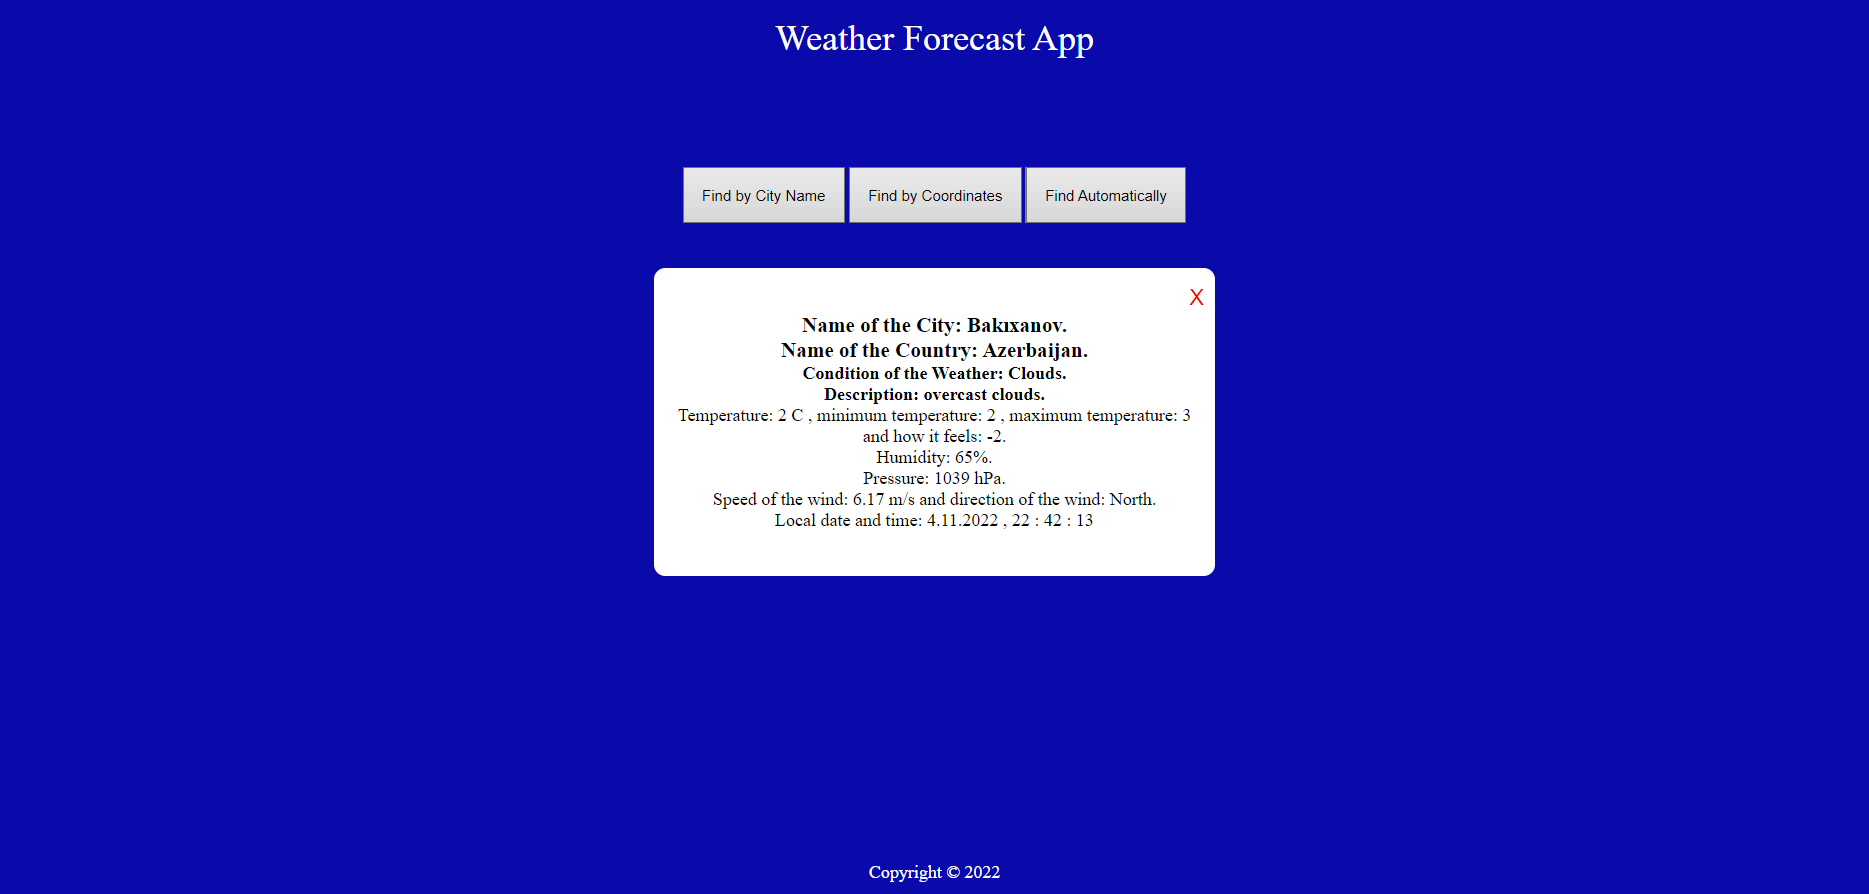 Weather Forecast App
Find by City Name Find by Coordinates Find Automatically
X
Name of the City: Bakıxanov.
Name of the Country: Azerbaijan.
Condition of the Weather: Clouds.
Description: overcast clouds.
Temperature: 2 C , minimum temperature: 2 , maximum temperature: 3
and how it feels: -2.
Humidity: 65%.
Pressure: 1039 hPa.
Speed of the wind: 6.17 m/s and direction of the wind: North.
Local date and time: 4.11.2022 , 22 : 42 : 13
Copyright © 2022